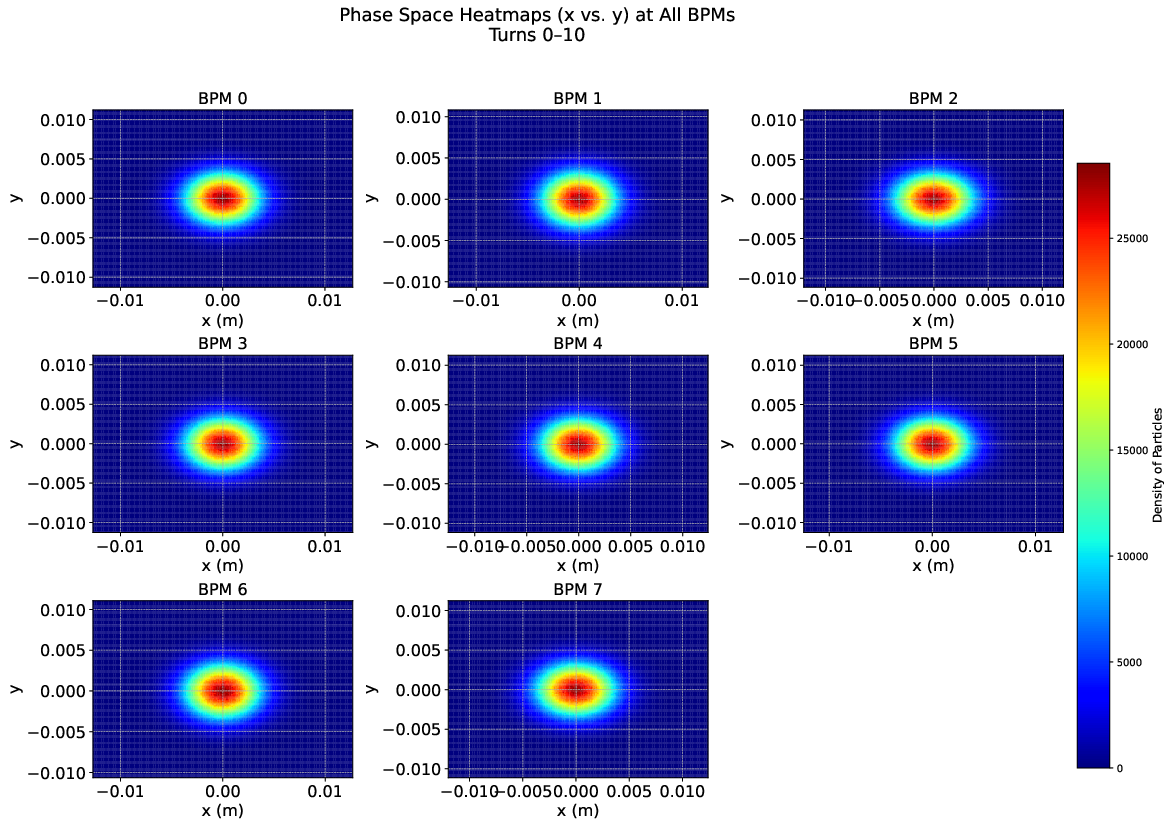 Phase Space Heatmaps (x vs. y) at All BPMs
Turns 0–10
BPM 0
BPM 1
BPM 2
0.010
0.005
0.000
−0.005
−0.010
y
−0.01
0.00
0.01
x (m)
0.010
0.005
0.000
−0.005
−0.010
y
−0.01
0.00
0.01
x (m)
0.010
0.005
0.000
−0.005
−0.010
y
−0.010
−0.005
0.000
0.005
0.010
x (m)
BPM 3
BPM 4
BPM 5
0.010
0.005
0.000
−0.005
−0.010
y
−0.01
0.00
0.01
x (m)
0.010
0.005
0.000
−0.005
−0.010
y
−0.010
−0.005
0.000
0.005
0.010
x (m)
0.010
0.005
0.000
−0.005
−0.010
y
−0.01
0.00
0.01
x (m)
BPM 6
BPM 7
0.010
0.005
0.000
−0.005
−0.010
y
−0.01
0.00
0.01
x (m)
0.010
0.005
0.000
−0.005
−0.010
y
−0.010
−0.005
0.000
0.005
0.010
x (m)
25000
20000
15000
10000
5000
0
Density of Particles